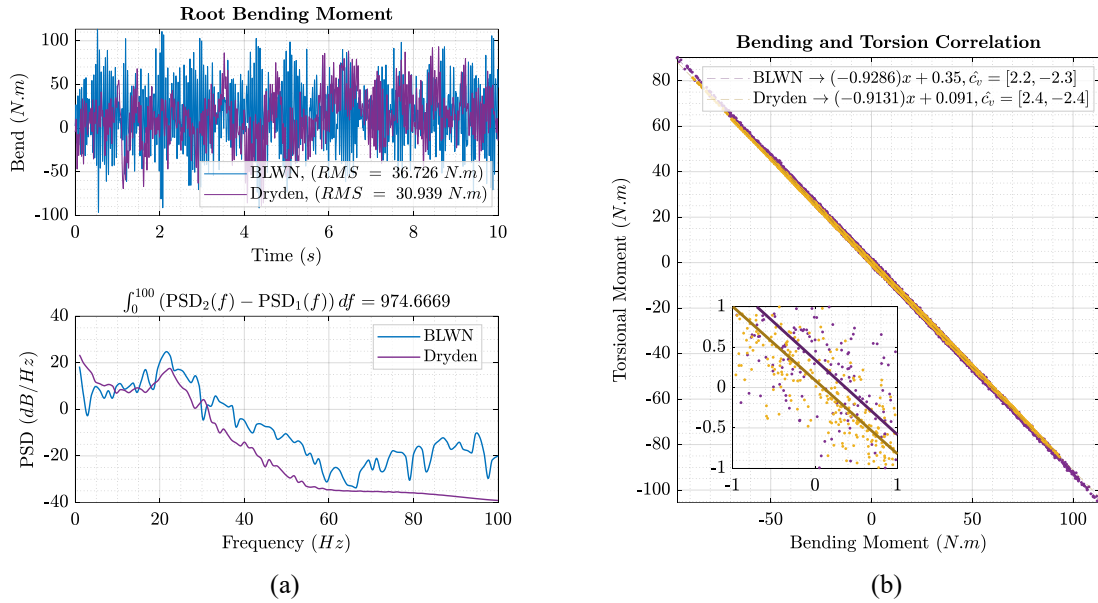 Root Bending Moment
100
50
0
-50
-100
Bend (N.m)
BLWN, (RMS = 36.726 N.m)
Dryden, (RMS = 30.939 N.m)
0 2 4 6 8 10
Time (s)
∫₀¹⁰⁰ (PSD₂(f) − PSD₁(f)) df = 974.6669
40
20
0
-20
-40
PSD (dB/Hz)
BLWN
Dryden
0 20 40 60 80 100
Frequency (Hz)
(a)
Bending and Torsion Correlation
BLWN → (−0.9286)x + 0.35, ĉᵥ = [2.2, −2.3]
Dryden → (−0.9131)x + 0.091, ĉᵥ = [2.4, −2.4]
80
60
40
20
0
-20
-40
-60
-80
-100
Torsional Moment (N.m)
1
0.5
0
-0.5
-1
-1 0 1
-50 0 50 100
Bending Moment (N.m)
(b)